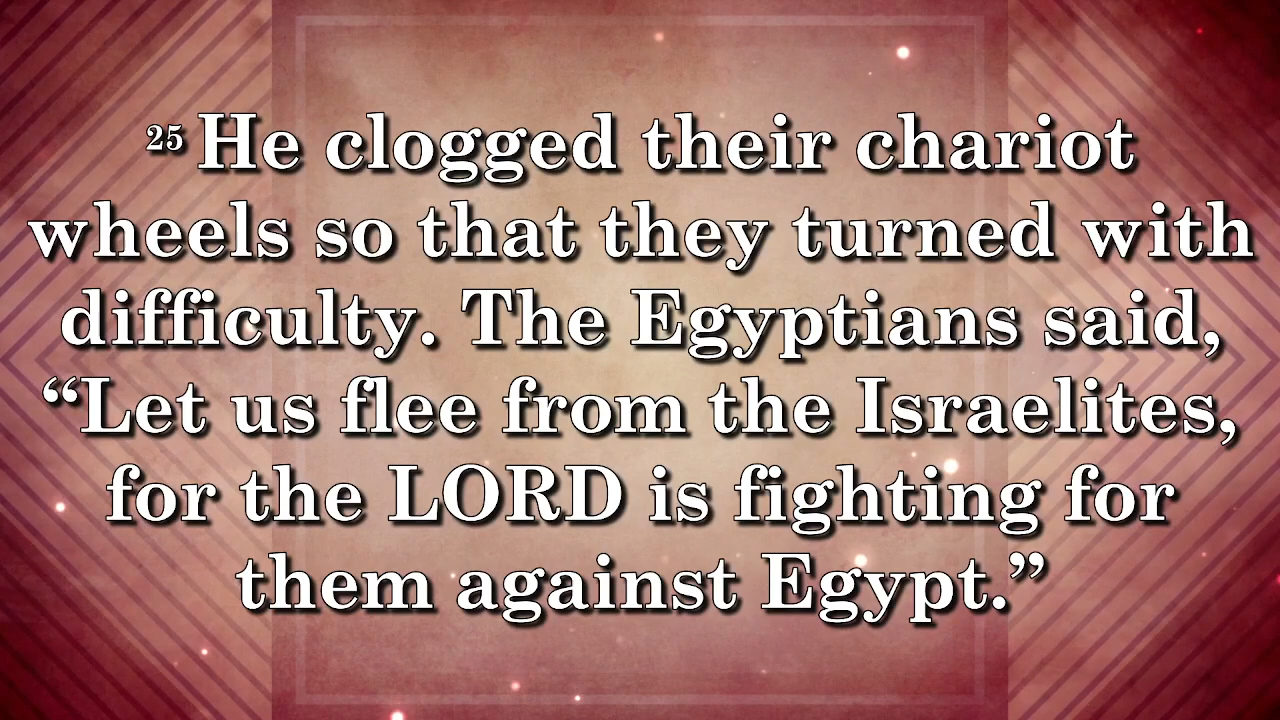 25 He clogged their chariot
wheels so that they turned with
difficulty. The Egyptians said,
“Let us flee from the Israelites,
for the LORD is fighting for
them against Egypt.”